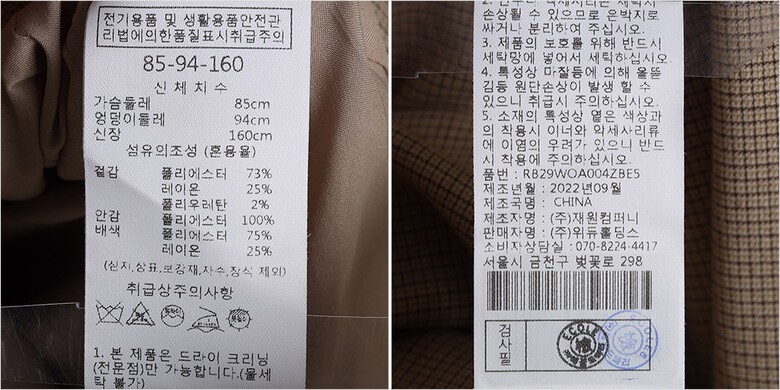 전기용품 및 생활용품안전관
리법에의한품질표시취급주의
85-94-160
신체치수
가슴둘레 85cm
엉덩이둘레 94cm
신장 160cm
섬유의조성 (혼용율)
겉감 폴리에스터 73%
레이온 25%
폴리우레탄 2%
안감 폴리에스터 100%
배색 폴리에스터 75%
레이온 25%
(심지,상표,보강재,자수,장식 제외)
취급상주의사항
1. 본 제품은 드라이 크리닝
(전문점)만 가능합니다.(물세
탁 불가)
손상될 수 있으므로 은박지로
싸거나 분리하여 주십시오.
3. 제품의 보호를 위해 반드시
세탁망에 넣어서 세탁하십시오.
4. 특성상 마찰등에 의해 올뜯
김등 원단손상이 발생 할 수
있으니 취급시 주의하십시오.
5. 소재의 특성상 옅은 색상과
의 착용시 이너와 악세사리류
에 이염의 우려가 있으니 반드
시 착용에 주의하십시오.
품번 : RB29WOA004ZBE5
제조년월 : 2022년09월
제조국명 : CHINA
제조자명 : (주)재원컴퍼니
판매자명 : (주)위듀홀딩스
소비자상담실 : 070-8224-4417
서울시 금천구 벚꽃로 298
검사필
ECOLE
ECOLE